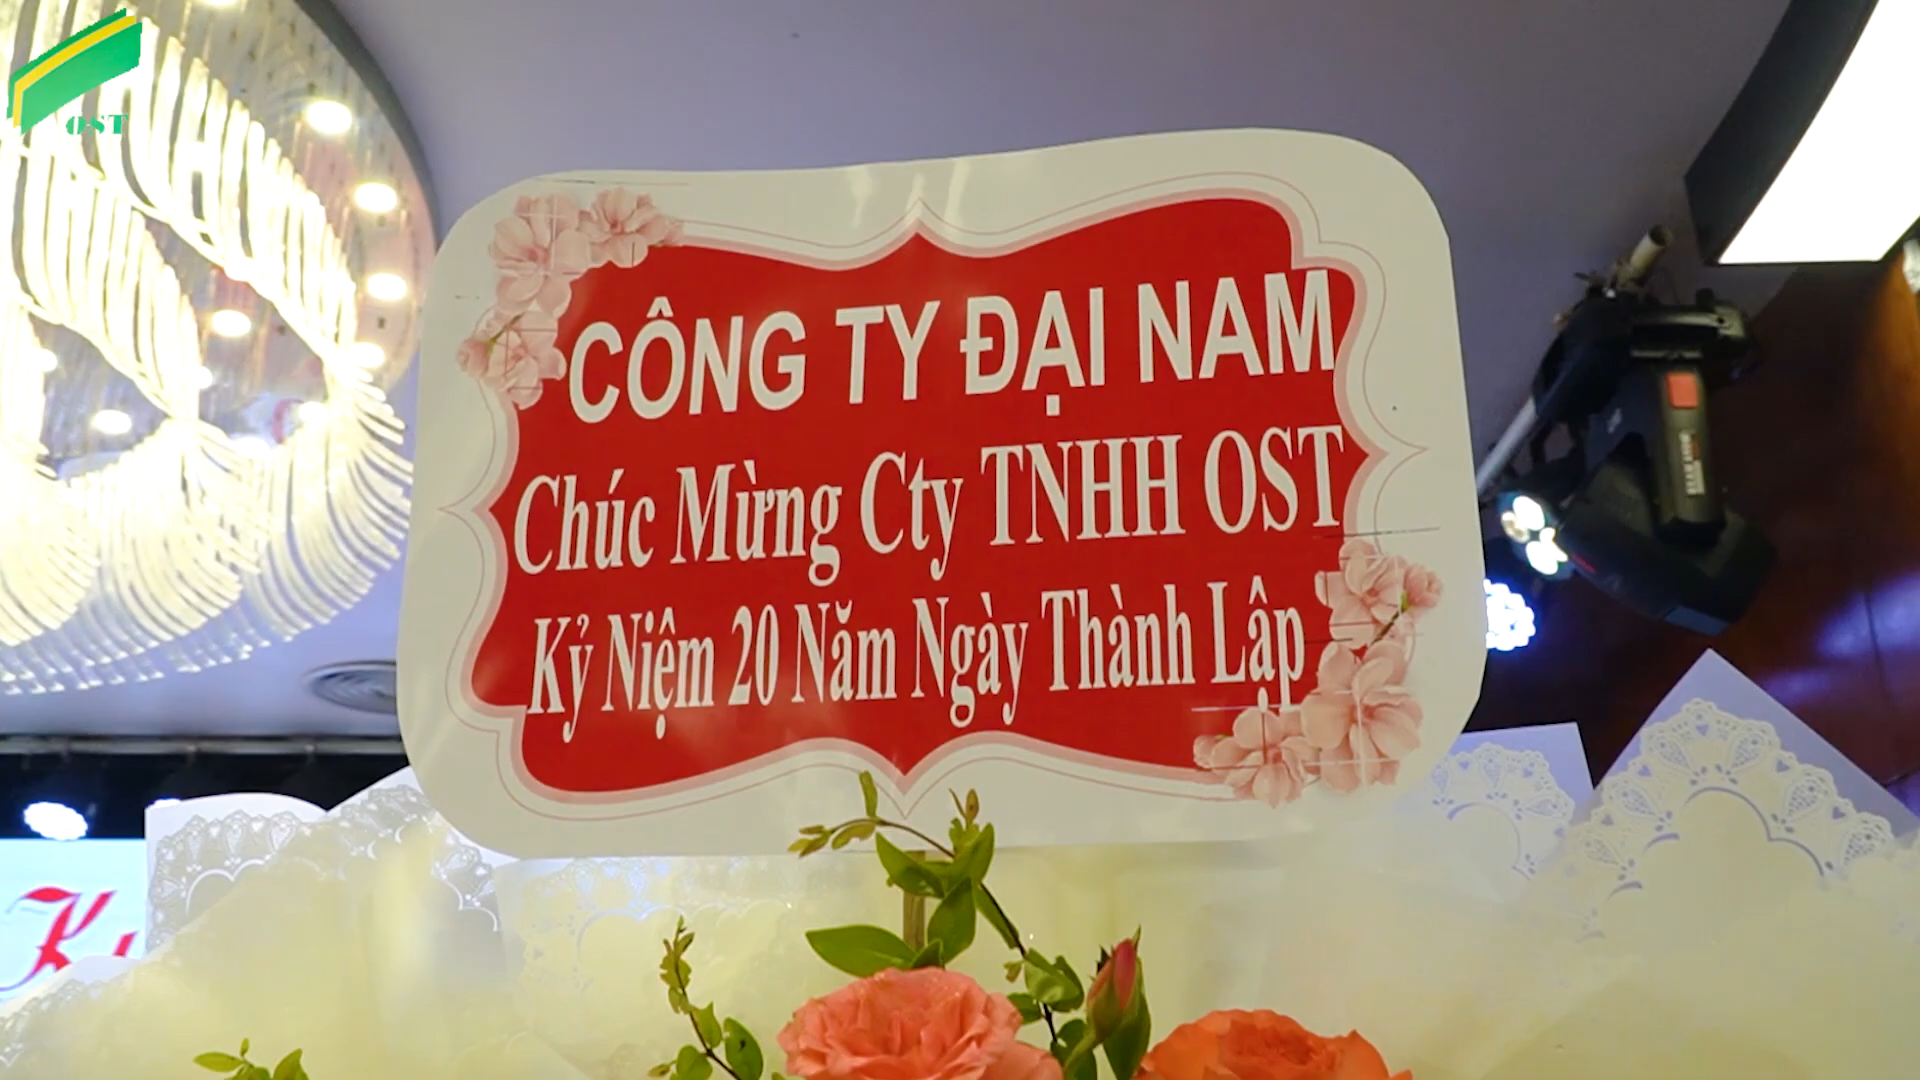 OST
CÔNG TY ĐẠI NAM
Chúc Mừng Cty TNHH OST
Kỷ Niệm 20 Năm Ngày Thành Lập